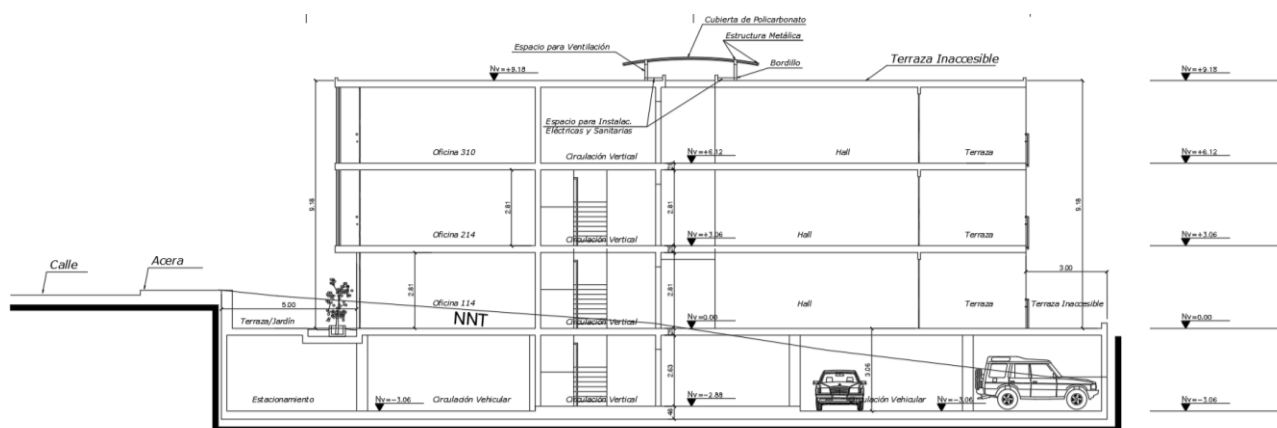 Cubierta de Policarbonato
Estructura Metálica
Espacio para Ventilación
Bordillo
Terraza Inaccesible
Nv=+9.18
Nv=+9.18
Espacio para Instalac.
Eléctricas y Sanitarias
Oficina 310
Circulación Vertical
Nv=+6.12
Hall
Terraza
Nv=+6.12
9.18
2.81
2.81
9.18
Oficina 214
Circulación Vertical
Nv=+3.06
Hall
Terraza
Nv=+3.06
Calle
Acera
3.00
5.00
2.81
2.81
Oficina 114
Hall
Terraza
Terraza Inaccesible
Terraza/Jardín
NNT
Nv=0.00
Nv=0.00
2.63
3.06
Estacionamiento
Nv=-3.06
Circulación Vehicular
Circulación Vertical
Nv=-2.88
Circulación Vehicular
Nv=-3.06
Nv=-3.06
.48